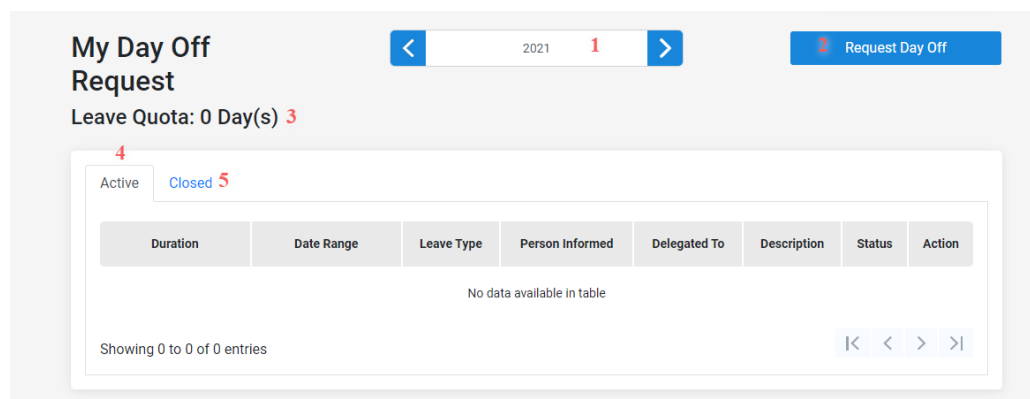 My Day Off
Request
2021 1
2 Request Day Off
Leave Quota: 0 Day(s) 3
4
Active Closed 5
Duration Date Range Leave Type Person Informed Delegated To Description Status Action
No data available in table
Showing 0 to 0 of 0 entries